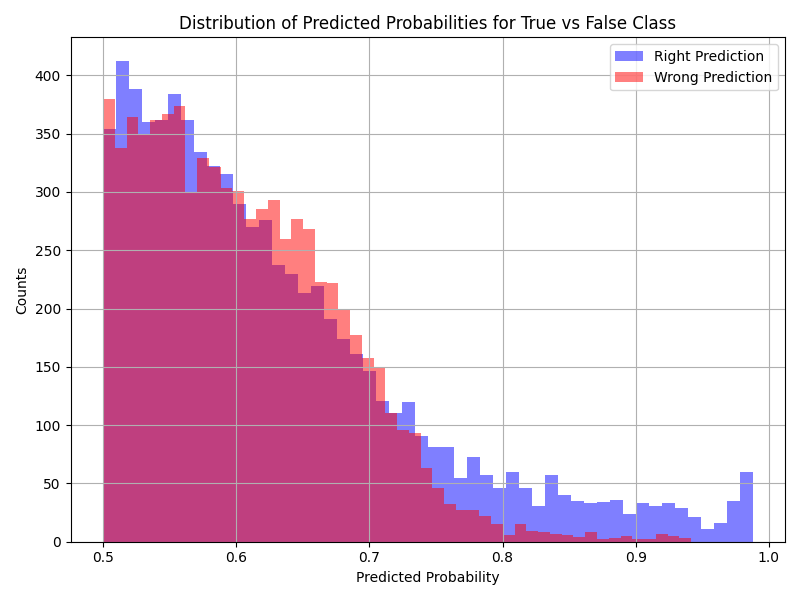 Distribution of Predicted Probabilities for True vs False Class
Right Prediction
Wrong Prediction
Counts
400
350
300
250
200
150
100
50
0
0.5 0.6 0.7 0.8 0.9 1.0
Predicted Probability